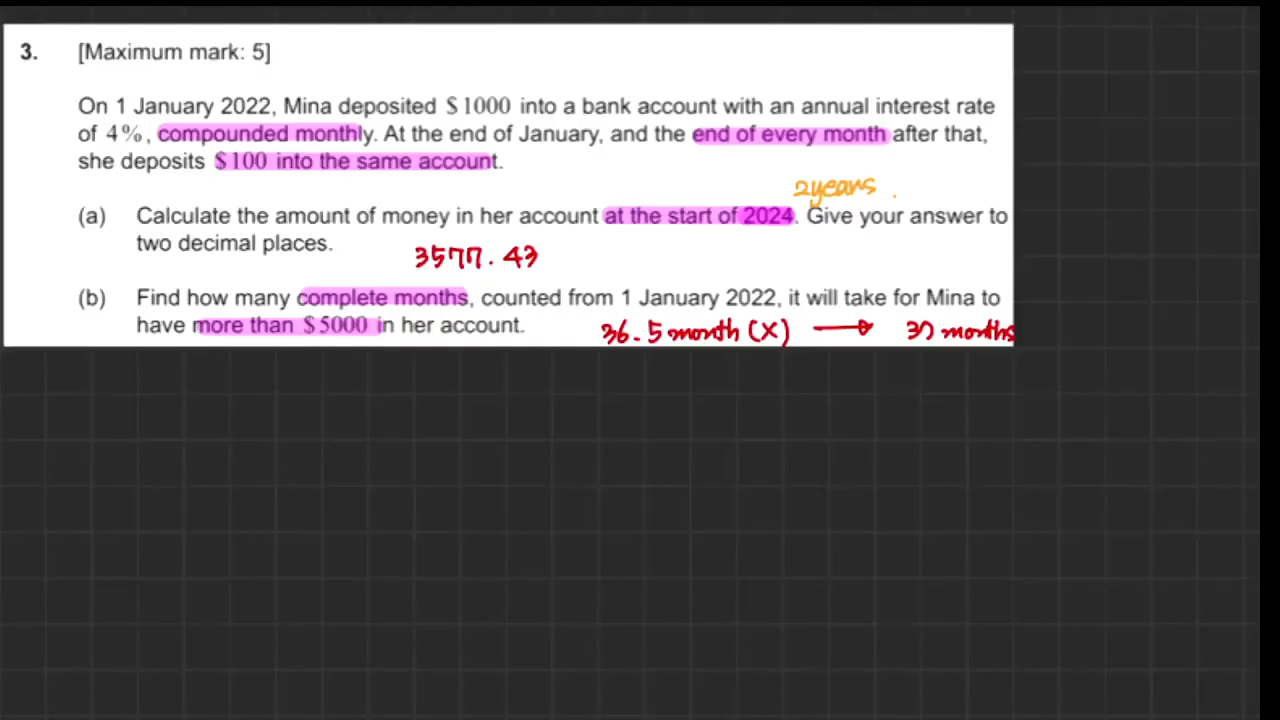 3. [Maximum mark: 5]
On 1 January 2022, Mina deposited $1000 into a bank account with an annual interest rate
of 4%, compounded monthly. At the end of January, and the end of every month after that,
she deposits $100 into the same account.
2years.
(a) Calculate the amount of money in her account at the start of 2024. Give your answer to
two decimal places.
3577.43
(b) Find how many complete months, counted from 1 January 2022, it will take for Mina to
have more than $5000 in her account.
36.5 month (X) → 37 months